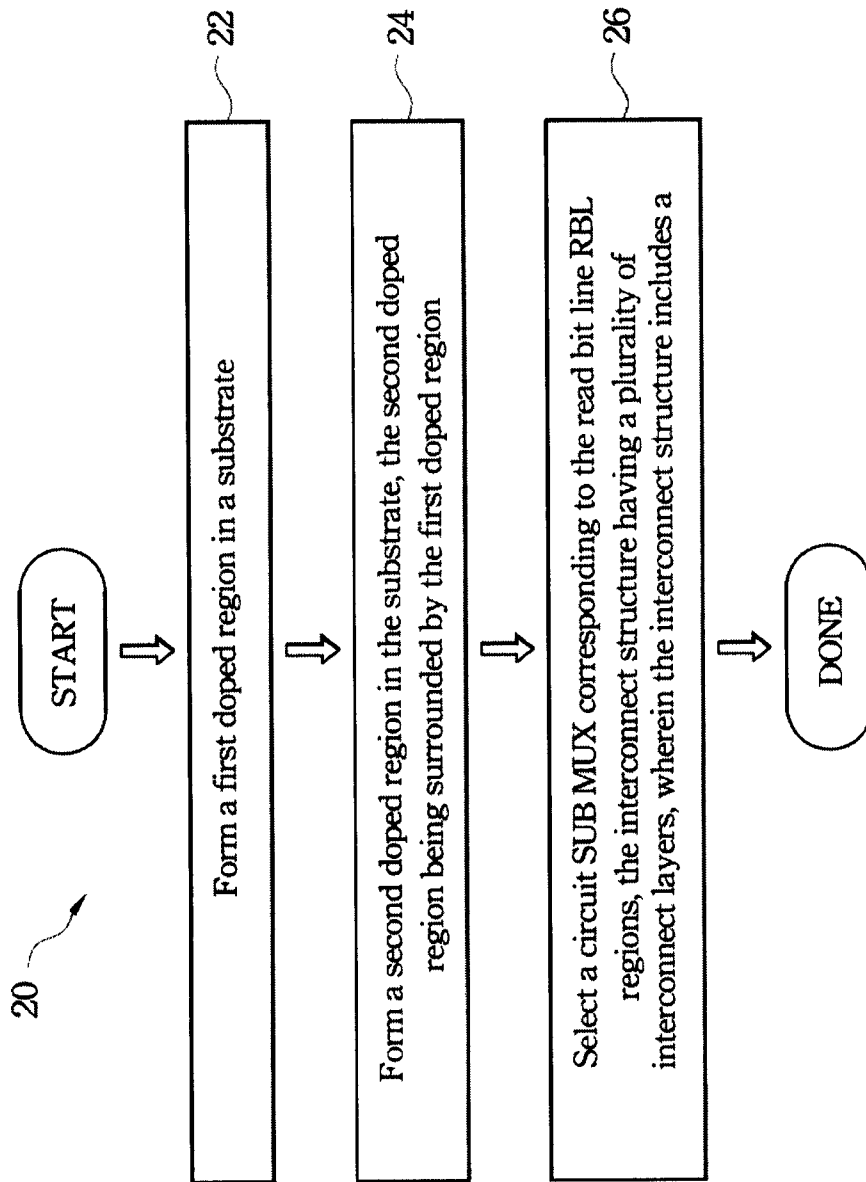 20
START
Form a first doped region in a substrate
22
Form a second doped region in the substrate, the second doped
region being surrounded by the first doped region
24
Select a circuit SUB MUX corresponding to the read bit line RBL
regions, the interconnect structure having a plurality of
interconnect layers, wherein the interconnect structure includes a
26
DONE